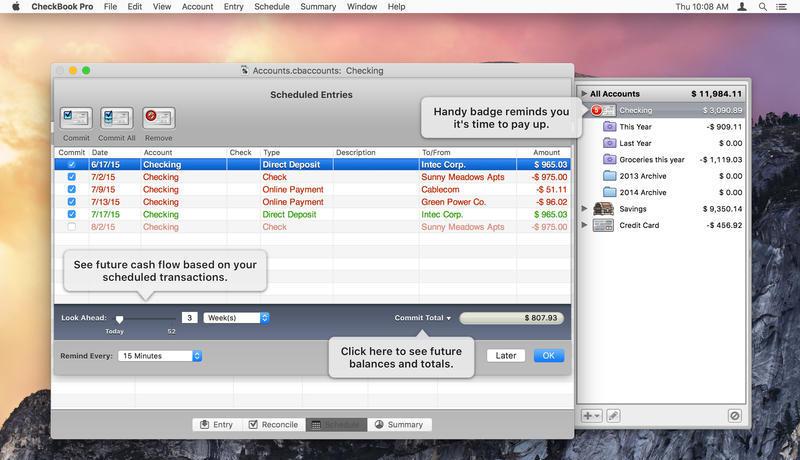 CheckBook Pro File Edit View Account Entry Schedule Summary Window Help Thu 10:08 AM
Accounts.cbaccounts: Checking
Scheduled Entries
Commit Commit All Remove
Commit Date Account Check Type Description To/From Amount
6/17/15 Checking Direct Deposit Intec Corp. $ 965.03
7/2/15 Checking Check Sunny Meadows Apts -$ 975.00
7/9/15 Checking Online Payment Cablecom -$ 51.11
7/13/15 Checking Online Payment Green Power Co. -$ 96.02
7/17/15 Checking Direct Deposit Intec Corp. $ 965.03
8/2/15 Checking Check Sunny Meadows Apts -$ 975.00
See future cash flow based on your
scheduled transactions.
Look Ahead: 3 Week(s) Commit Total $ 807.93
Today 52
Click here to see future
balances and totals.
Remind Every: 15 Minutes Later OK
Entry Reconcile Schedule Summary
Handy badge reminds you
it's time to pay up.
All Accounts $ 11,984.11
5 Checking $ 3,090.89
This Year -$ 909.11
Last Year $ 0.00
Groceries this year -$ 1,119.03
2013 Archive $ 0.00
2014 Archive $ 0.00
Savings $ 9,350.14
Credit Card -$ 456.92